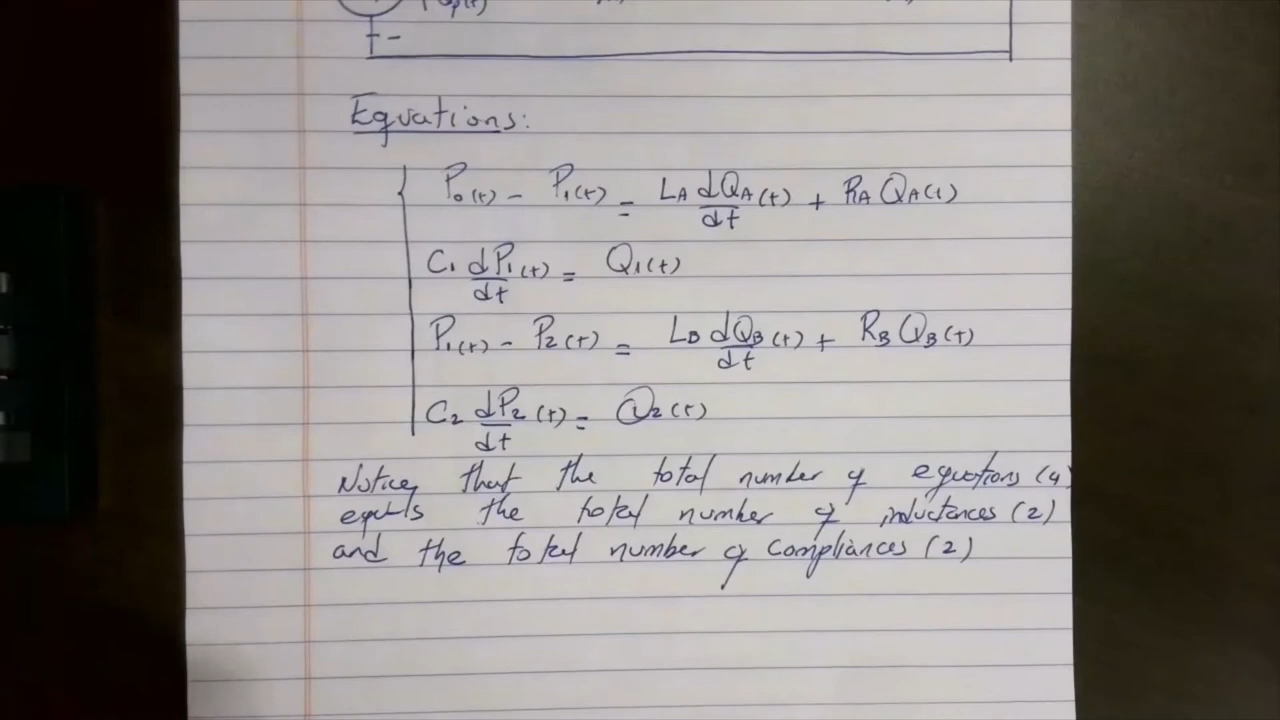 Equations:
P0(t) - P1(t) = LA dQA(t)/dt + RA QA(t)
C1 dP1(t)/dt = Q1(t)
P1(t) - P2(t) = LB dQB(t)/dt + RB QB(t)
C2 dP2(t)/dt = Q2(t)
Notice that the total number of equations (4)
equals the total number of inductances (2)
and the total number of compliances (2)